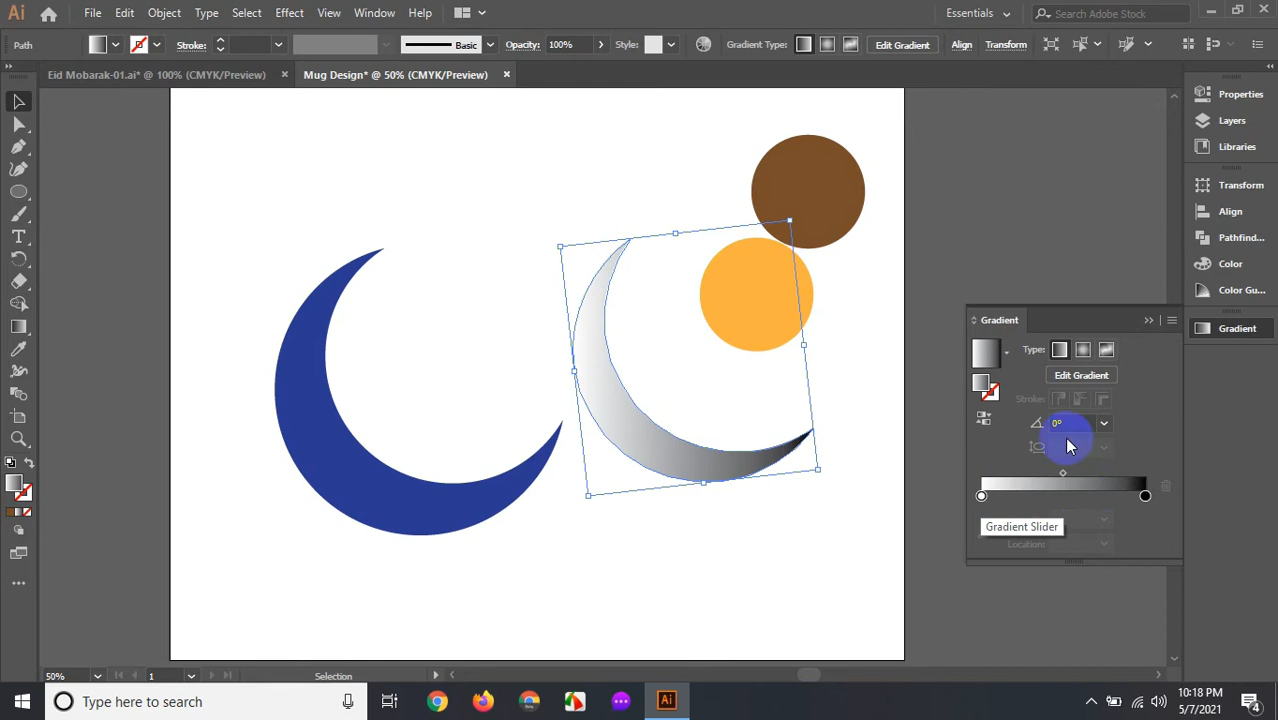 Ai File Edit Object Type Select Effect View Window Help Essentials Search Adobe Stock
Path Stroke: Basic Opacity: 100% Style: Gradient Type: Edit Gradient Align Transform
Eid Mobarak-01.ai* @ 100% (CMYK/Preview) Mug Design* @ 50% (CMYK/Preview)
Properties
Layers
Libraries
Transform
Align
Pathfind...
Color
Color Gu...
Gradient
Gradient
Type:
Edit Gradient
Stroke:
0°
Gradient Slider
Location:
50% 1 Selection
Type here to search
Ai
10:18 PM
5/7/2021
4